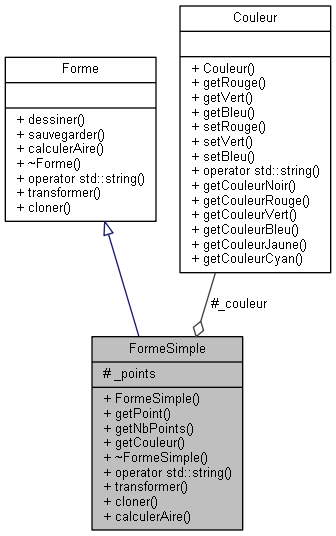 Couleur
+ Couleur()
+ getRouge()
+ getVert()
+ getBleu()
+ setRouge()
+ setVert()
+ setBleu()
+ operator std::string()
+ getCouleurNoir()
+ getCouleurRouge()
+ getCouleurVert()
+ getCouleurBleu()
+ getCouleurJaune()
+ getCouleurCyan()
Forme
+ dessiner()
+ sauvegarder()
+ calculerAire()
+ ~Forme()
+ operator std::string()
+ transformer()
+ cloner()
#_couleur
FormeSimple
# _points
+ FormeSimple()
+ getPoint()
+ getNbPoints()
+ getCouleur()
+ ~FormeSimple()
+ operator std::string()
+ transformer()
+ cloner()
+ calculerAire()